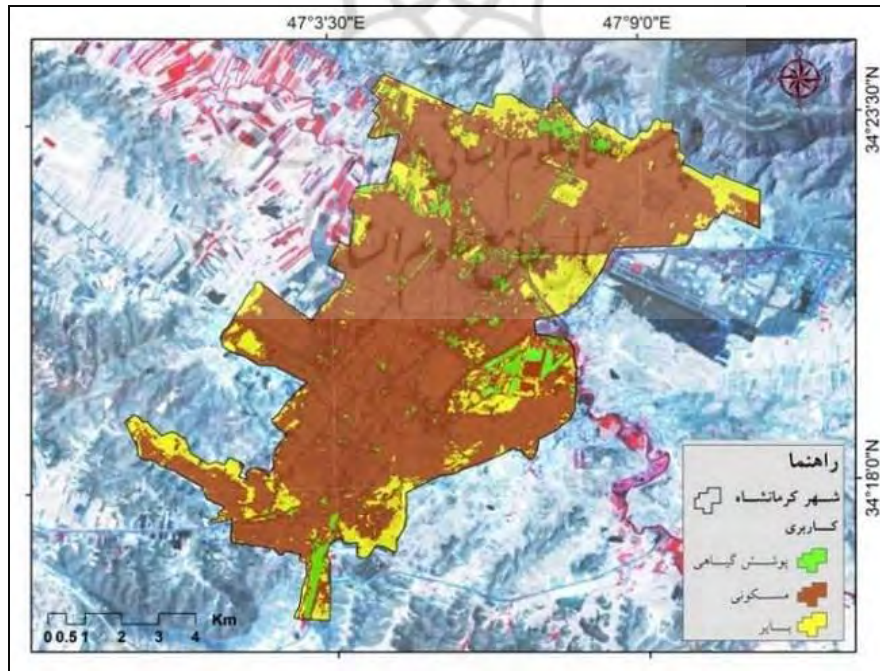 47°3'30"E 47°9'0"E
34°23'30"N
34°18'0"N
راهنما
شهر کرمانشاه
کاربری
پوشش گیاهی
مسکونی
بایر
Km
0 0.5 1 2 3 4